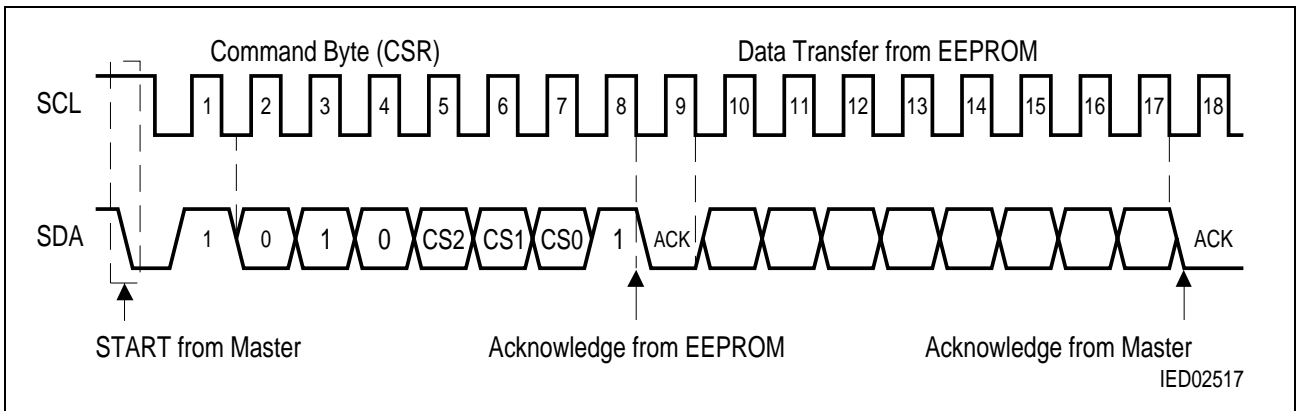 Command Byte (CSR) Data Transfer from EEPROM
SCL 1 2 3 4 5 6 7 8 9 10 11 12 13 14 15 16 17 18
SDA 1 0 1 0 CS2 CS1 CS0 1 ACK ACK
START from Master Acknowledge from EEPROM Acknowledge from Master
IED02517